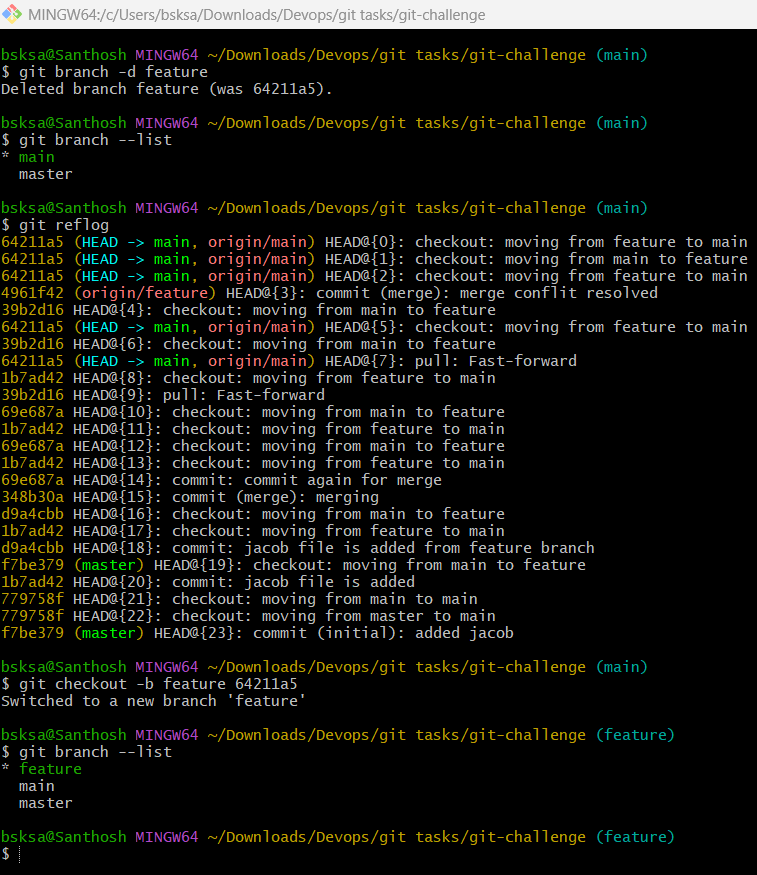 MINGW64:/c/Users/bsksa/Downloads/Devops/git tasks/git-challenge
bsksa@Santhosh MINGW64 ~/Downloads/Devops/git tasks/git-challenge (main)
$ git branch -d feature
Deleted branch feature (was 64211a5).
bsksa@Santhosh MINGW64 ~/Downloads/Devops/git tasks/git-challenge (main)
$ git branch --list
* main
  master
bsksa@Santhosh MINGW64 ~/Downloads/Devops/git tasks/git-challenge (main)
$ git reflog
64211a5 (HEAD -> main, origin/main) HEAD@{0}: checkout: moving from feature to main
64211a5 (HEAD -> main, origin/main) HEAD@{1}: checkout: moving from main to feature
64211a5 (HEAD -> main, origin/main) HEAD@{2}: checkout: moving from feature to main
4961f42 (origin/feature) HEAD@{3}: commit (merge): merge conflit resolved
39b2d16 HEAD@{4}: checkout: moving from main to feature
64211a5 (HEAD -> main, origin/main) HEAD@{5}: checkout: moving from feature to main
39b2d16 HEAD@{6}: checkout: moving from main to feature
64211a5 (HEAD -> main, origin/main) HEAD@{7}: pull: Fast-forward
1b7ad42 HEAD@{8}: checkout: moving from feature to main
39b2d16 HEAD@{9}: pull: Fast-forward
69e687a HEAD@{10}: checkout: moving from main to feature
1b7ad42 HEAD@{11}: checkout: moving from feature to main
69e687a HEAD@{12}: checkout: moving from main to feature
1b7ad42 HEAD@{13}: checkout: moving from feature to main
69e687a HEAD@{14}: commit: commit again for merge
348b30a HEAD@{15}: commit (merge): merging
d9a4cbb HEAD@{16}: checkout: moving from main to feature
1b7ad42 HEAD@{17}: checkout: moving from feature to main
d9a4cbb HEAD@{18}: commit: jacob file is added from feature branch
f7be379 (master) HEAD@{19}: checkout: moving from main to feature
1b7ad42 HEAD@{20}: commit: jacob file is added
779758f HEAD@{21}: checkout: moving from main to main
779758f HEAD@{22}: checkout: moving from master to main
f7be379 (master) HEAD@{23}: commit (initial): added jacob
bsksa@Santhosh MINGW64 ~/Downloads/Devops/git tasks/git-challenge (main)
$ git checkout -b feature 64211a5
Switched to a new branch 'feature'
bsksa@Santhosh MINGW64 ~/Downloads/Devops/git tasks/git-challenge (feature)
$ git branch --list
* feature
  main
  master
bsksa@Santhosh MINGW64 ~/Downloads/Devops/git tasks/git-challenge (feature)
$